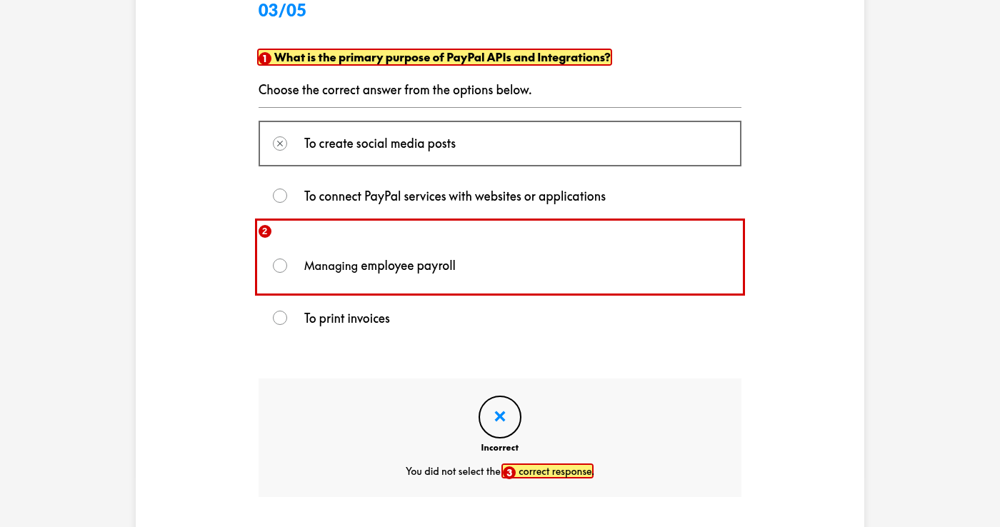 03/05
1 What is the primary purpose of PayPal APIs and Integrations?
Choose the correct answer from the options below.
To create social media posts
To connect PayPal services with websites or applications
2
Managing employee payroll
To print invoices
Incorrect
You did not select the 3 correct response.